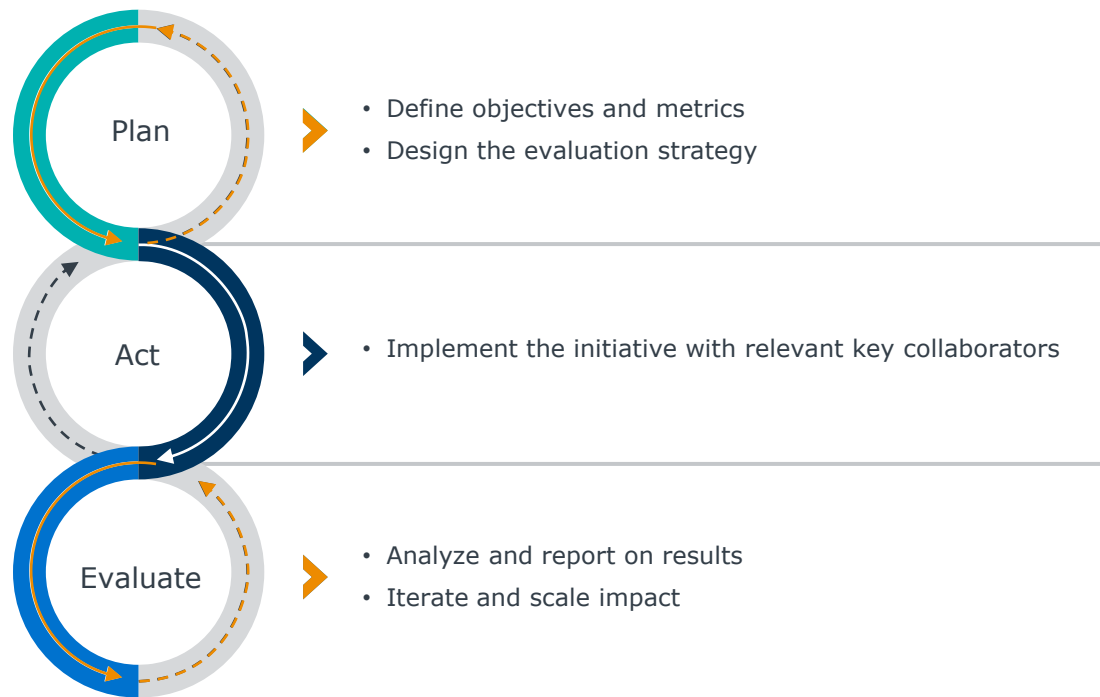 Plan
• Define objectives and metrics
• Design the evaluation strategy
Act
• Implement the initiative with relevant key collaborators
Evaluate
• Analyze and report on results
• Iterate and scale impact